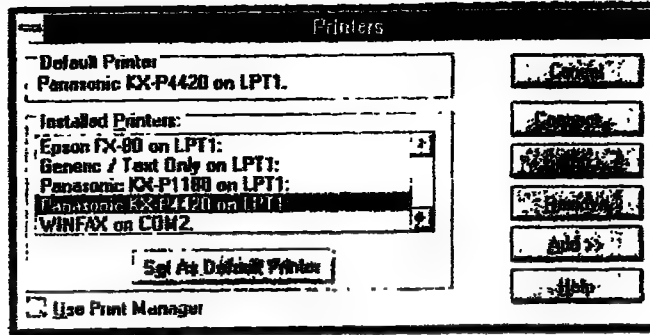 Printers
Default Printer
Panasonic KX-P4420 on LPT1.
Installed Printers:
Epson FX-80 on LPT1:
Generic / Text Only on LPT1:
Panasonic KX-P1180 on LPT1:
Panasonic KX-P4420 on LPT1
WINFAX on COM2.
Set As Default Printer
Use Print Manager
Cancel
Connect...
Add >>
Help